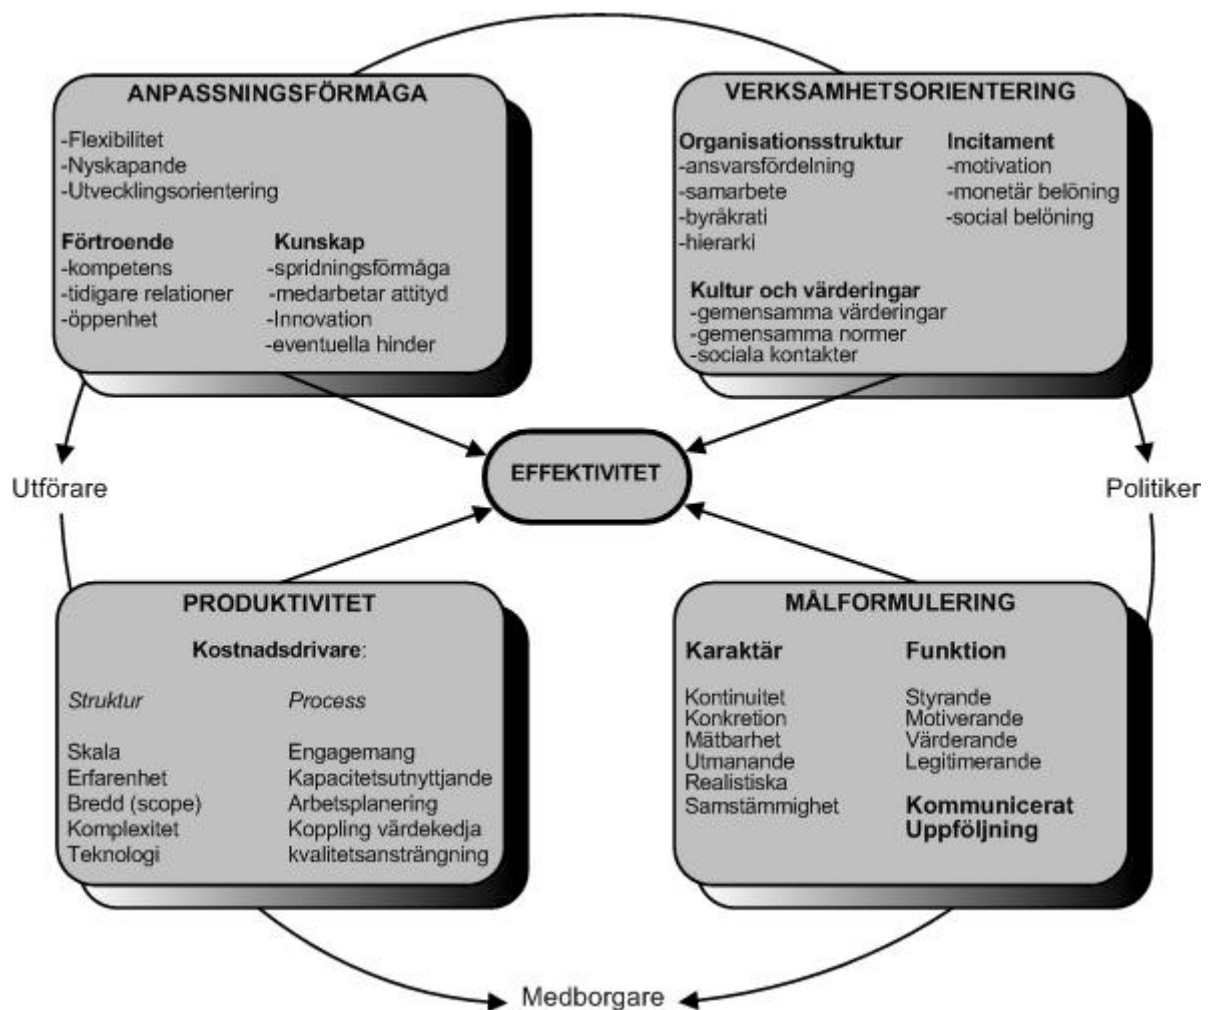 ANPASSNINGSFÖRMÅGA
-Flexibilitet
-Nyskapande
-Utvecklingsorientering
Förtroende
-kompetens
-tidigare relationer
-öppenhet
Kunskap
-spridningsförmåga
-medarbetar attityd
-Innovation
-eventuella hinder
VERKSAMHETSORIENTERING
Organisationsstruktur
-ansvarsfördelning
-samarbete
-byråkrati
-hierarki
Incitament
-motivation
-monetär belöning
-social belöning
Kultur och värderingar
-gemensamma värderingar
-gemensamma normer
-sociala kontakter
EFFEKTIVITET
Utförare
Politiker
PRODUKTIVITET
Kostnadsdrivare:
Struktur
Skala
Erfarenhet
Bredd (scope)
Komplexitet
Teknologi
Process
Engagemang
Kapacitetsutnyttjande
Arbetsplanering
Koppling värdekedja
kvalitetsansträngning
MÅLFORMULERING
Karaktär
Kontinuitet
Konkretion
Mätbarhet
Utmanande
Realistiska
Samstämmighet
Funktion
Styrande
Motiverande
Värderande
Legitimerande
Kommunicerat
Uppföljning
Medborgare